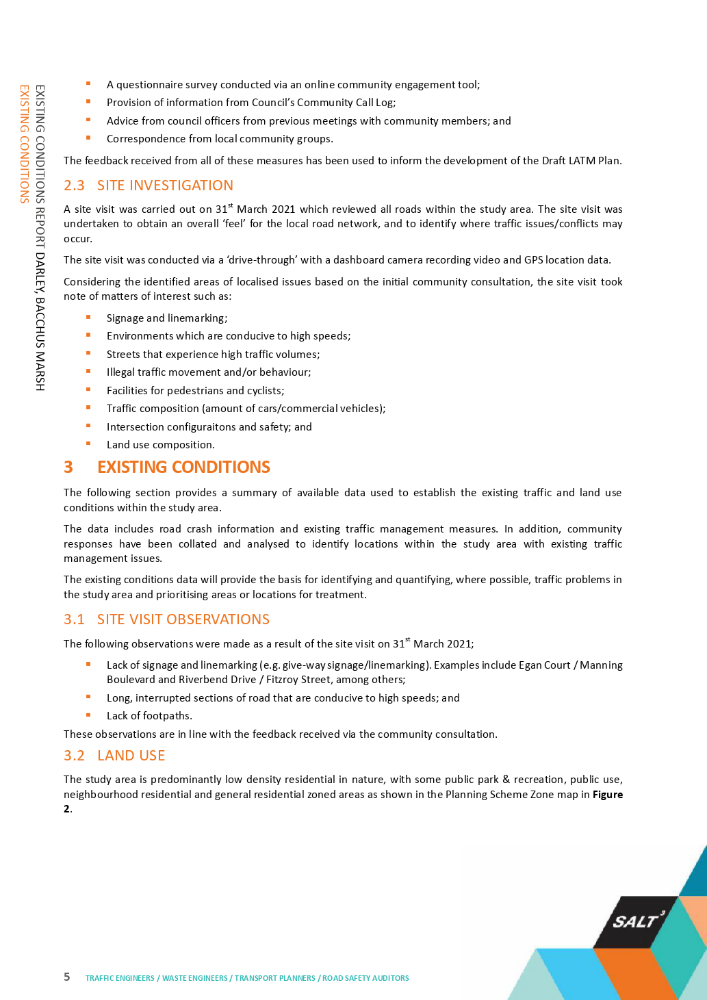 EXISTING CONDITIONS REPORT DARLEY, BACCHUS MARSH
EXISTING CONDITIONS
▪ A questionnaire survey conducted via an online community engagement tool;
▪ Provision of information from Council’s Community Call Log;
▪ Advice from council officers from previous meetings with community members; and
▪ Correspondence from local community groups.
The feedback received from all of these measures has been used to inform the development of the Draft LATM Plan.
2.3 SITE INVESTIGATION
A site visit was carried out on 31st March 2021 which reviewed all roads within the study area. The site visit was
undertaken to obtain an overall ‘feel’ for the local road network, and to identify where traffic issues/conflicts may
occur.
The site visit was conducted via a ‘drive-through’ with a dashboard camera recording video and GPS location data.
Considering the identified areas of localised issues based on the initial community consultation, the site visit took
note of matters of interest such as:
▪ Signage and linemarking;
▪ Environments which are conducive to high speeds;
▪ Streets that experience high traffic volumes;
▪ Illegal traffic movement and/or behaviour;
▪ Facilities for pedestrians and cyclists;
▪ Traffic composition (amount of cars/commercial vehicles);
▪ Intersection configuraitons and safety; and
▪ Land use composition.
3 EXISTING CONDITIONS
The following section provides a summary of available data used to establish the existing traffic and land use
conditions within the study area.
The data includes road crash information and existing traffic management measures. In addition, community
responses have been collated and analysed to identify locations within the study area with existing traffic
management issues.
The existing conditions data will provide the basis for identifying and quantifying, where possible, traffic problems in
the study area and prioritising areas or locations for treatment.
3.1 SITE VISIT OBSERVATIONS
The following observations were made as a result of the site visit on 31st March 2021;
▪ Lack of signage and linemarking (e.g. give-way signage/linemarking). Examples include Egan Court / Manning
Boulevard and Riverbend Drive / Fitzroy Street, among others;
▪ Long, interrupted sections of road that are conducive to high speeds; and
▪ Lack of footpaths.
These observations are in line with the feedback received via the community consultation.
3.2 LAND USE
The study area is predominantly low density residential in nature, with some public park & recreation, public use,
neighbourhood residential and general residential zoned areas as shown in the Planning Scheme Zone map in Figure
2.
SALT3
5 TRAFFIC ENGINEERS / WASTE ENGINEERS / TRANSPORT PLANNERS / ROAD SAFETY AUDITORS